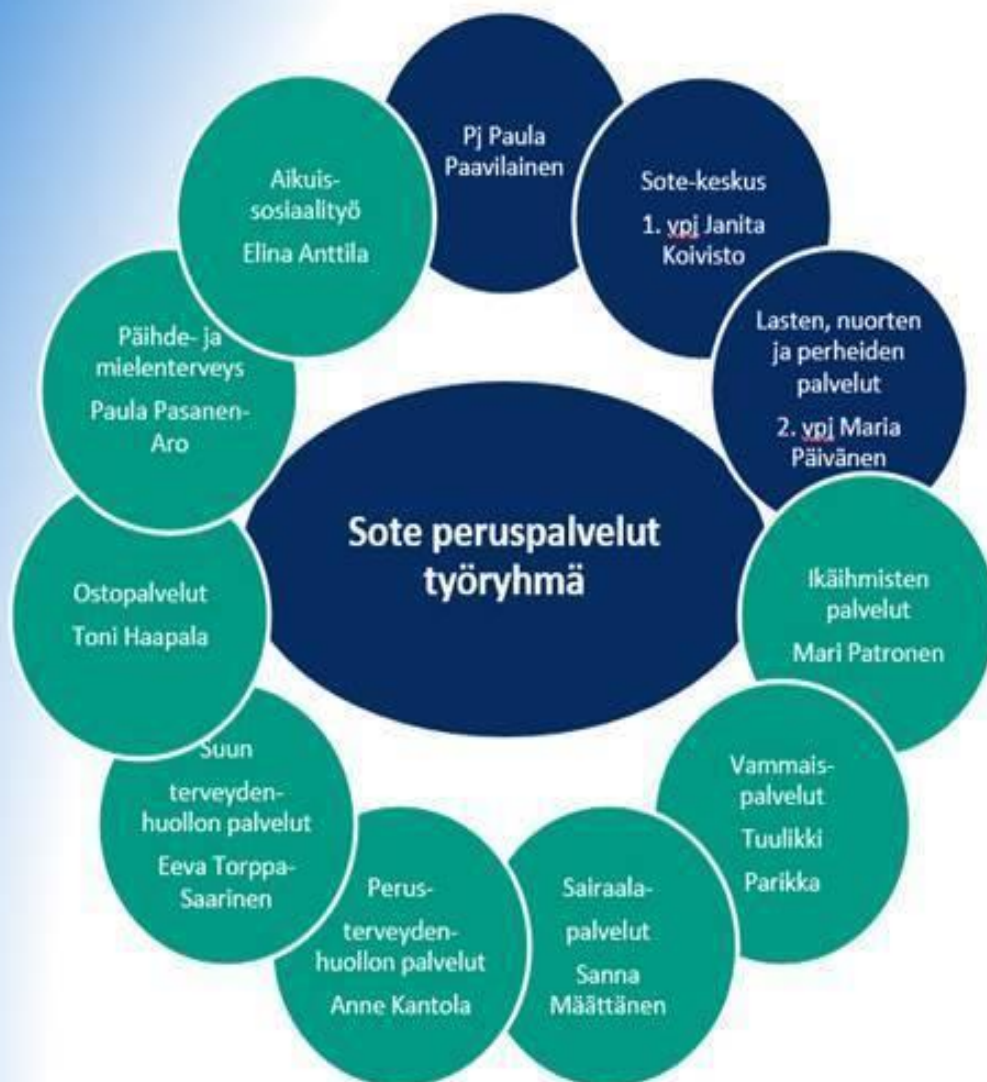 Pj Paula
Paavilainen
Sote-keskus
1. vpj Janita
Koivisto
Lasten, nuorten
ja perheiden
palvelut
2. vpj Maria
Päivänen
Ikäihmisten
palvelut
Mari Patronen
Vammais-
palvelut
Tuulikki
Parikka
Sairaala-
palvelut
Sanna
Määttänen
Perus-
terveyden-
huollon palvelut
Anne Kantola
Suun
terveyden-
huollon palvelut
Eeva Torppa-
Saarinen
Ostopalvelut
Toni Haapala
Päihde- ja
mielenterveys
Paula Pasanen-
Aro
Aikuis-
sosiaalityö
Elina Anttila
Sote peruspalvelut
työryhmä